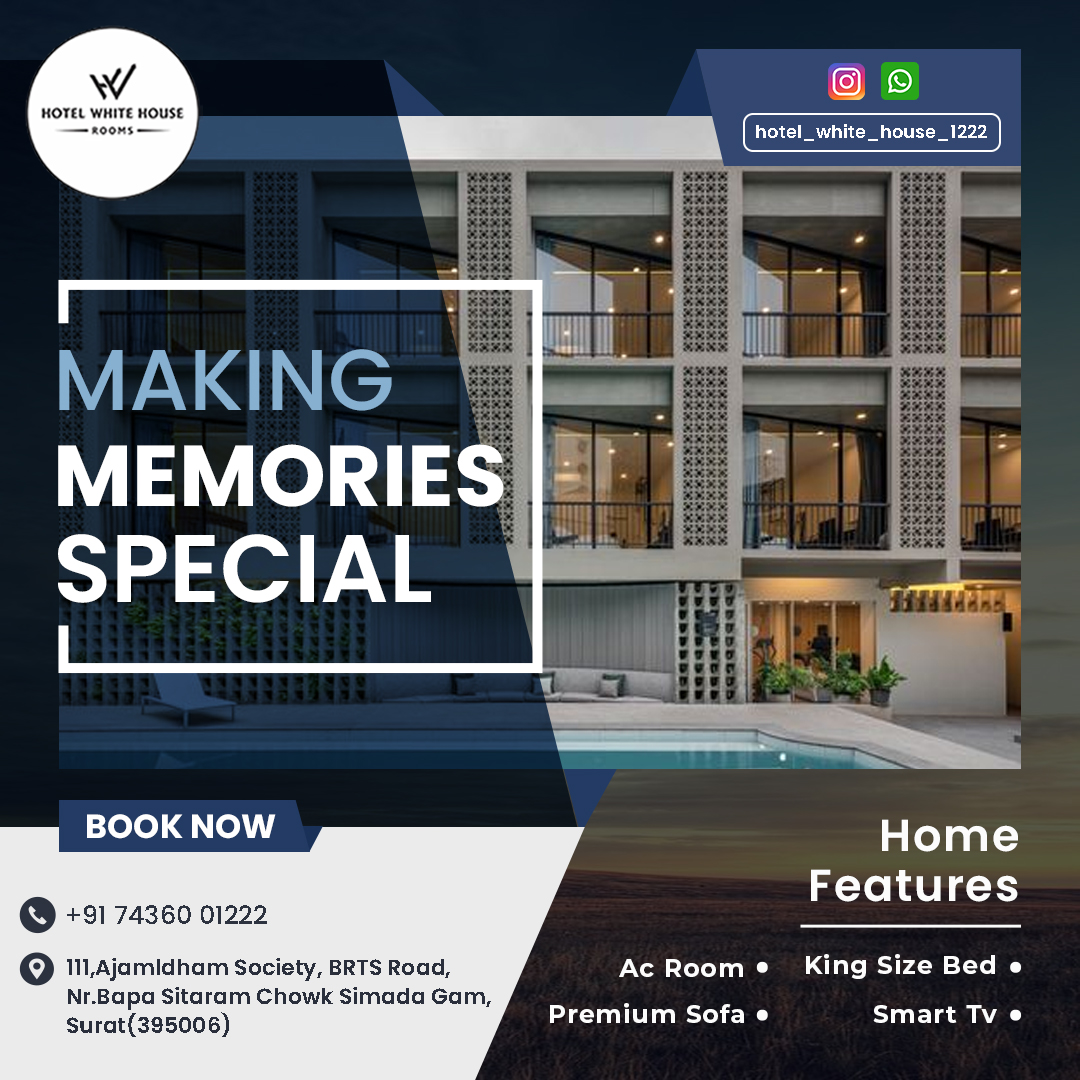 HOTEL WHITE HOUSE
ROOMS
hotel_white_house_1222
MAKING
MEMORIES
SPECIAL
BOOK NOW
+91 74360 01222
111,Ajamldham Society, BRTS Road,
Nr.Bapa Sitaram Chowk Simada Gam,
Surat(395006)
Home
Features
Ac Room •
King Size Bed •
Premium Sofa •
Smart Tv •